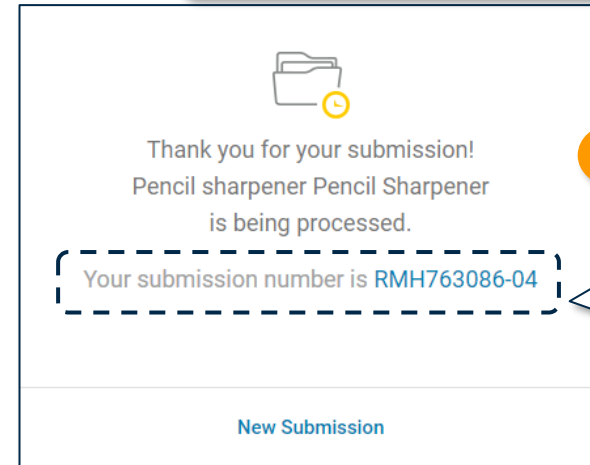 Thank you for your submission!
Pencil sharpener Pencil Sharpener
is being processed.
Your submission number is RMH763086-04
New Submission